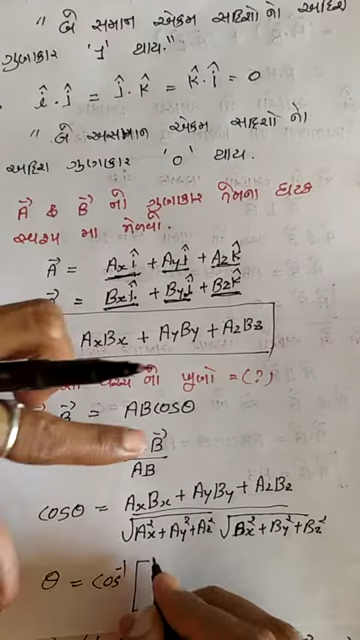 " બે સમાન એકમ સદિશો નો અદિશ
ગુણાકાર '1' થાય."
î·ĵ = ĵ·k̂ = k̂·î = 0
" બે અસમાન એકમ સદિશો નો
અદિશ ગુણાકાર '0' થાય.
A⃗ & B⃗ નો ગુણાકાર તેમના ઘટક
સ્વરૂપ માં મેળવો.
A⃗ = Axî + Ayĵ + Azk̂
= Bxî + Byĵ + Bzk̂
AxBx + AyBy + AzBz
નો ખુણો = (?)
B⃗ = ABcosθ
B⃗
AB
cosθ = AxBx + AyBy + AzBz
√Ax² + Ay² + Az² √Bx² + By² + Bz²
θ = cos⁻¹ [